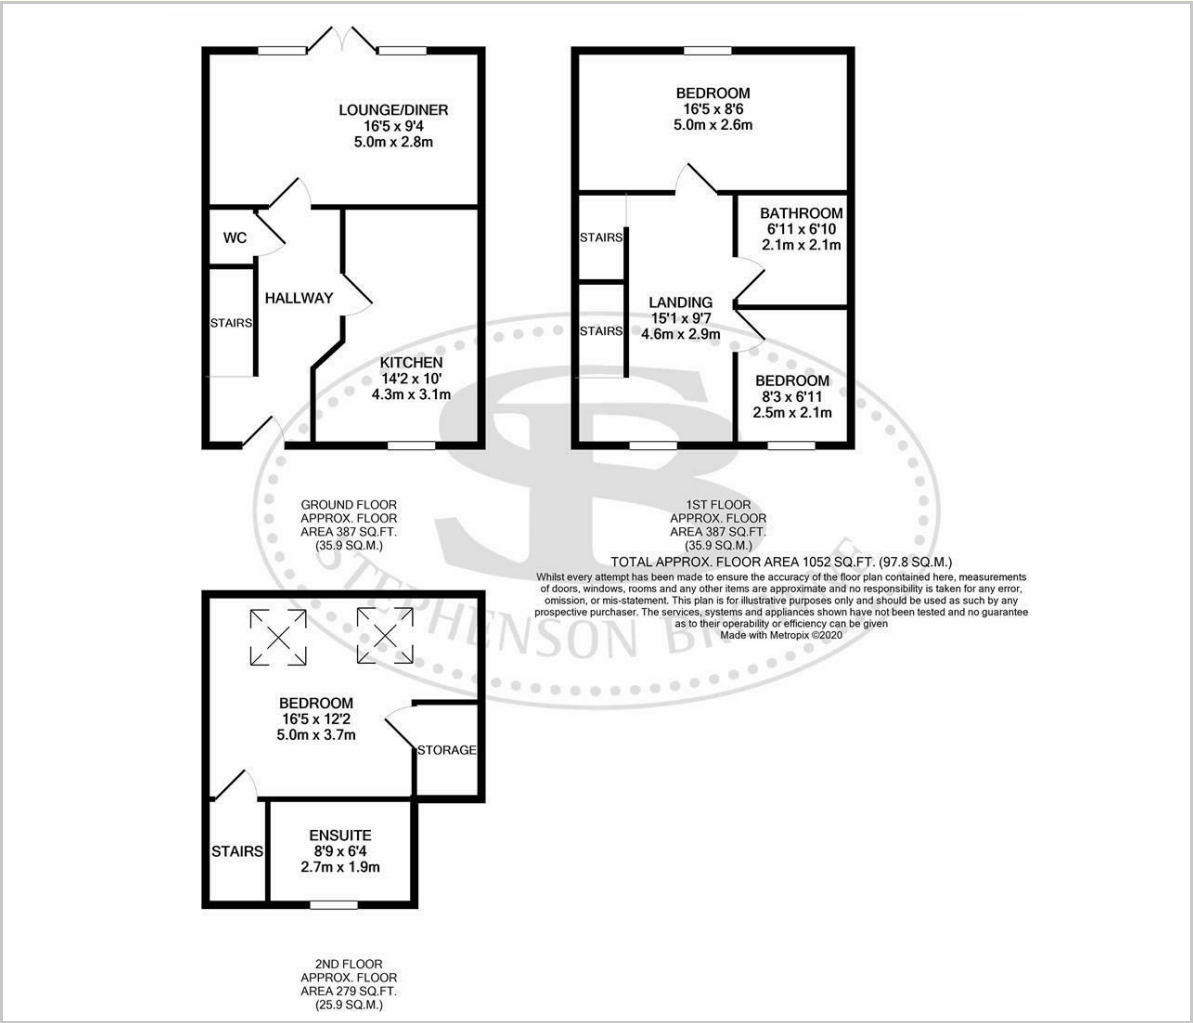 LOUNGE/DINER
16'5 x 9'4
5.0m x 2.8m
WC
HALLWAY
STAIRS
KITCHEN
14'2 x 10'
4.3m x 3.1m
GROUND FLOOR
APPROX. FLOOR
AREA 387 SQ.FT.
(35.9 SQ.M.)
BEDROOM
16'5 x 8'6
5.0m x 2.6m
STAIRS
BATHROOM
6'11 x 6'10
2.1m x 2.1m
LANDING
15'1 x 9'7
4.6m x 2.9m
STAIRS
BEDROOM
8'3 x 6'11
2.5m x 2.1m
1ST FLOOR
APPROX. FLOOR
AREA 387 SQ.FT.
(35.9 SQ.M.)
TOTAL APPROX. FLOOR AREA 1052 SQ.FT. (97.8 SQ.M.)
Whilst every attempt has been made to ensure the accuracy of the floor plan contained here, measurements
of doors, windows, rooms and any other items are approximate and no responsibility is taken for any error,
omission, or mis-statement. This plan is for illustrative purposes only and should be used as such by any
prospective purchaser. The services, systems and appliances shown have not been tested and no guarantee
as to their operability or efficiency can be given
Made with Metropix ©2020
SB
STEPHENSON BROWNE
BEDROOM
16'5 x 12'2
5.0m x 3.7m
STORAGE
STAIRS
ENSUITE
8'9 x 6'4
2.7m x 1.9m
2ND FLOOR
APPROX. FLOOR
AREA 279 SQ.FT.
(25.9 SQ.M.)